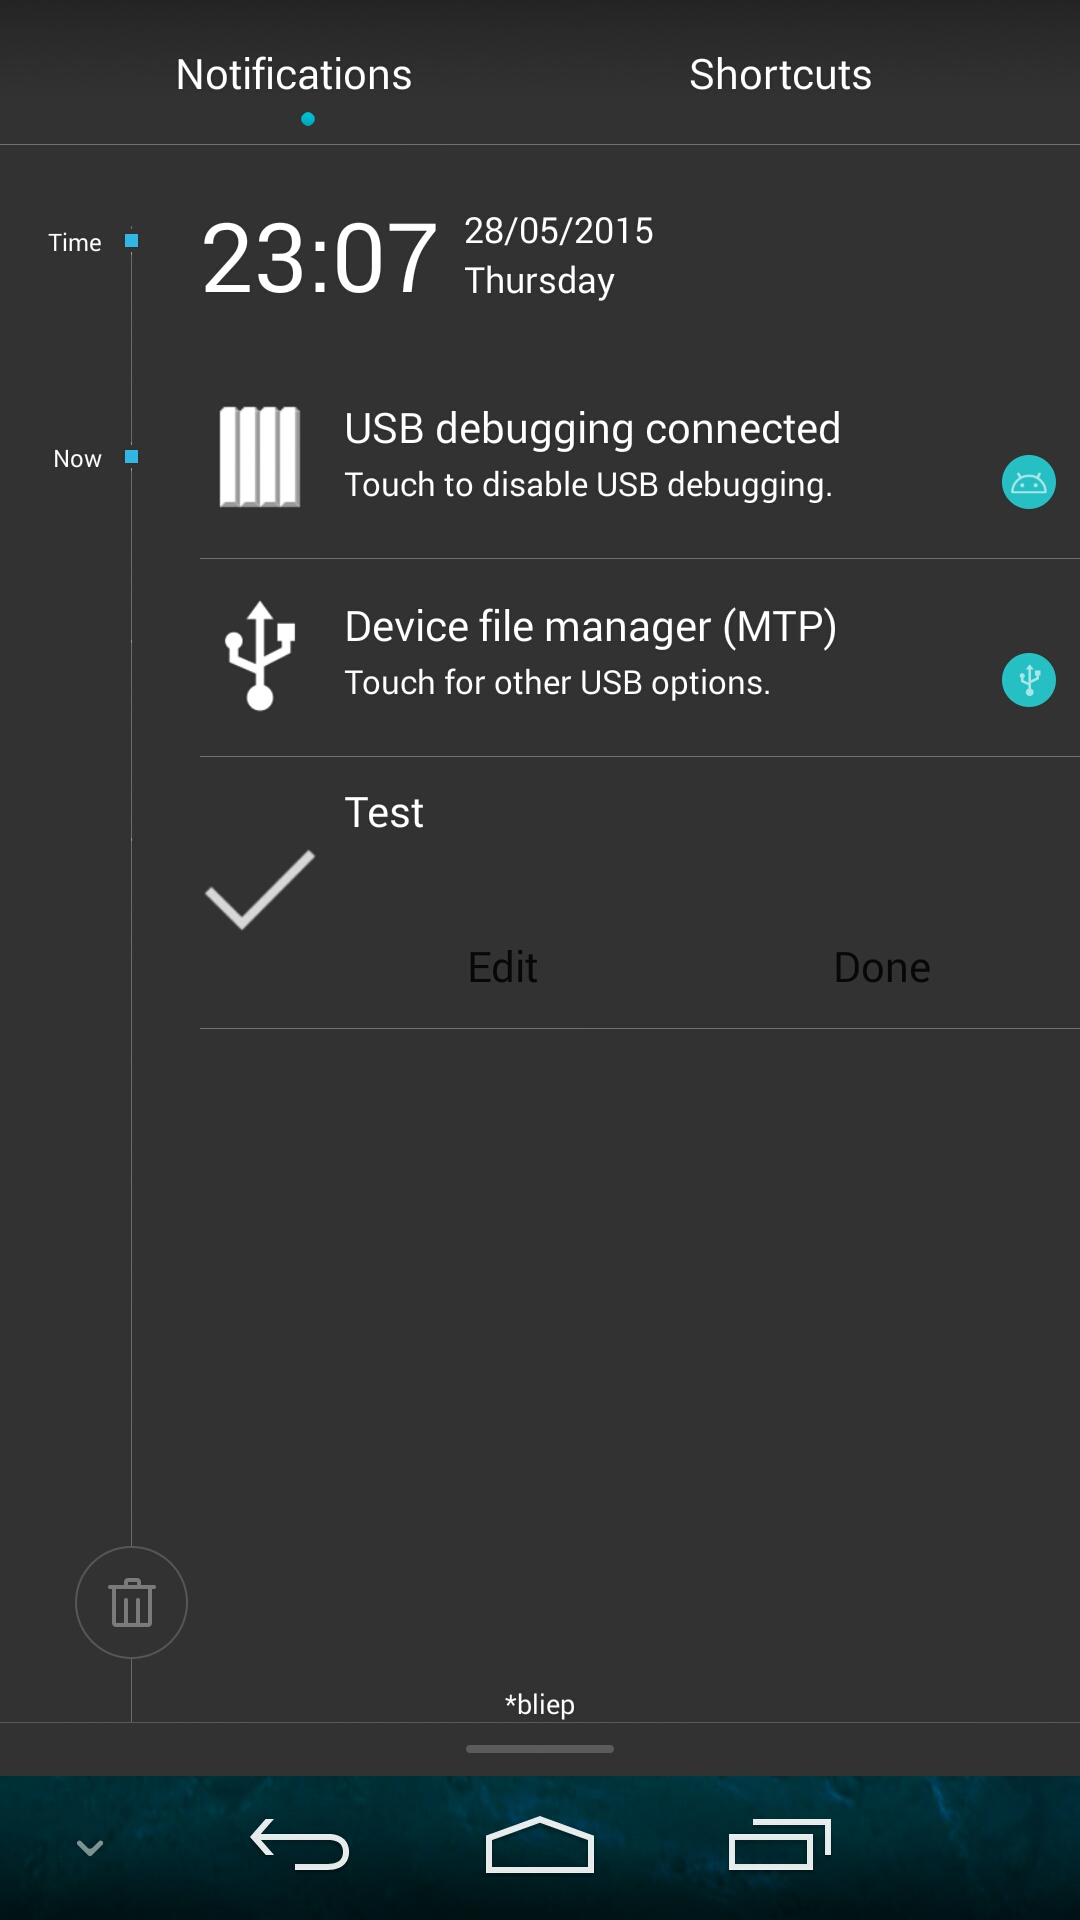 Notifications
Shortcuts
Time
23:07
28/05/2015
Thursday
Now
USB debugging connected
Touch to disable USB debugging.
Device file manager (MTP)
Touch for other USB options.
Test
Edit
Done
*bliep